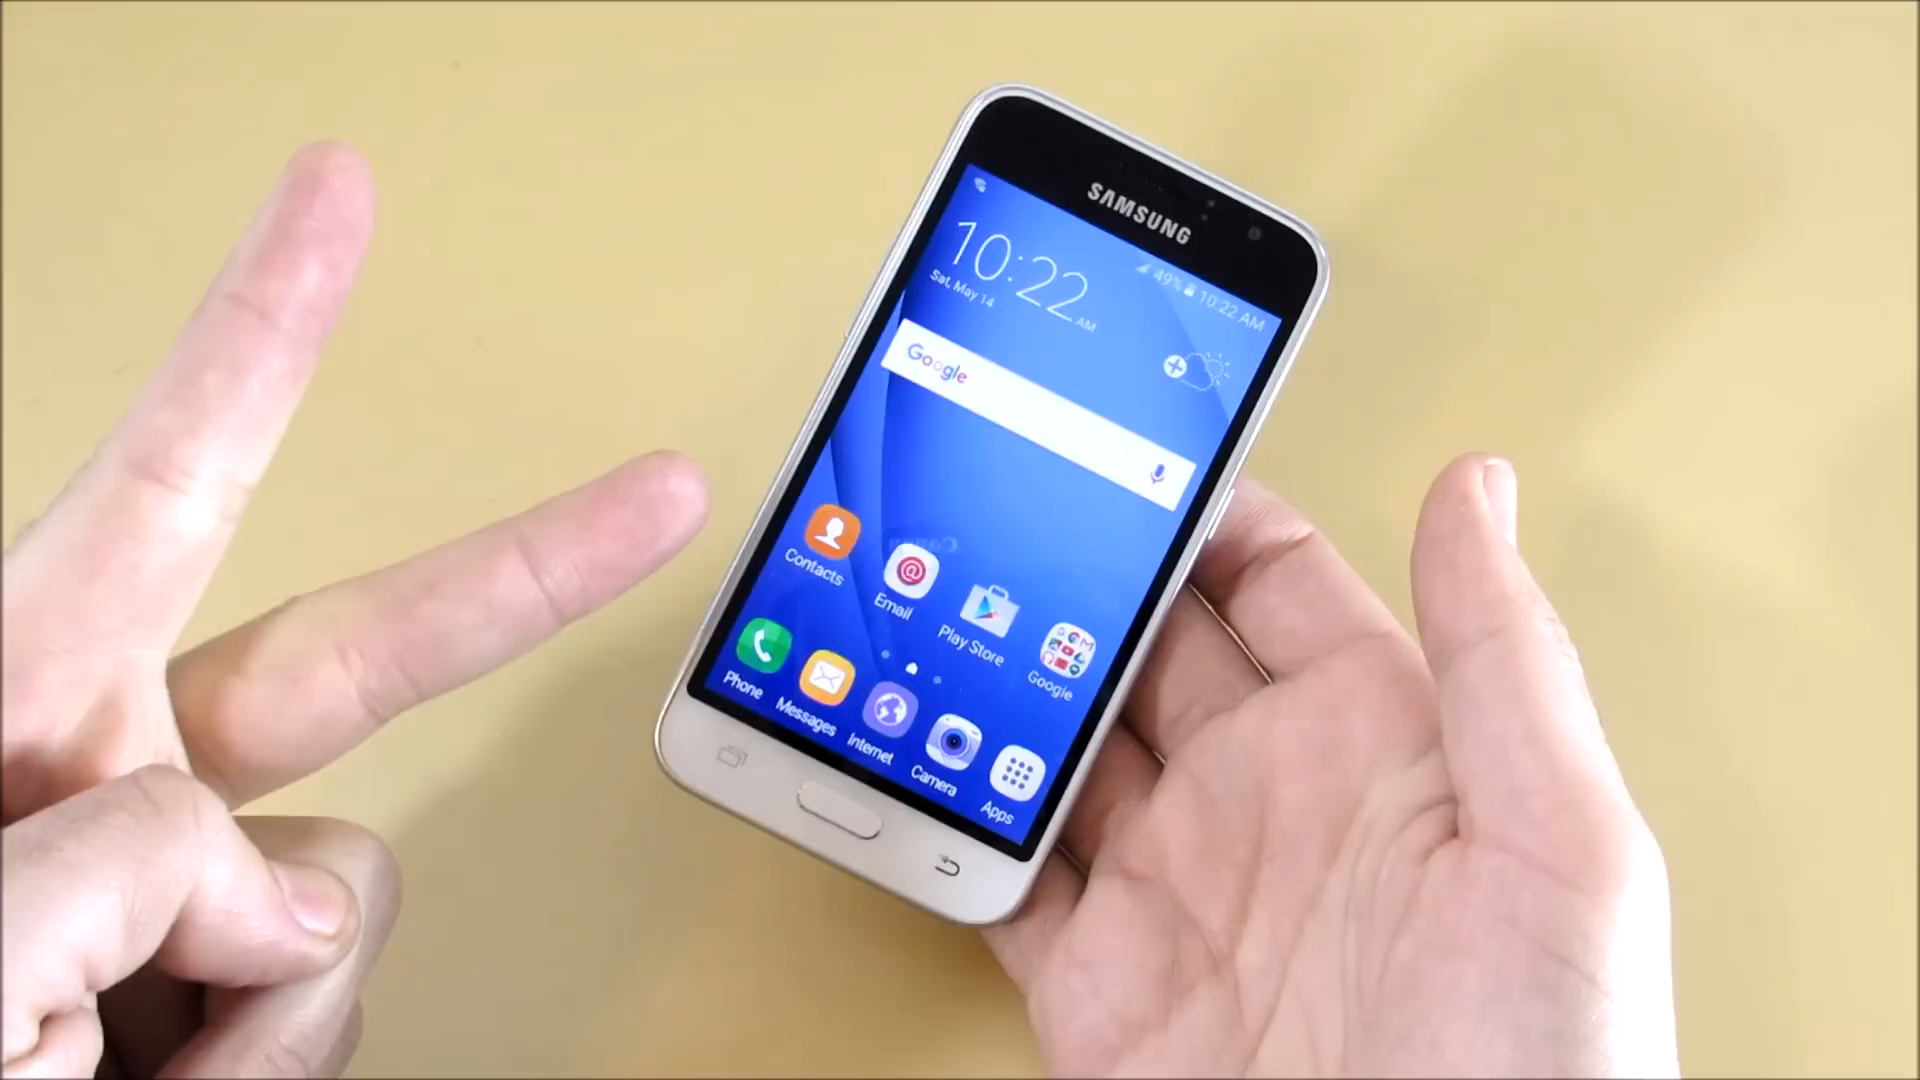 SAMSUNG
49% 10:22 AM
10:22 AM
Sat, May 14
Google
Contacts
Email
Play Store
Google
Phone
Messages
Internet
Camera
Apps